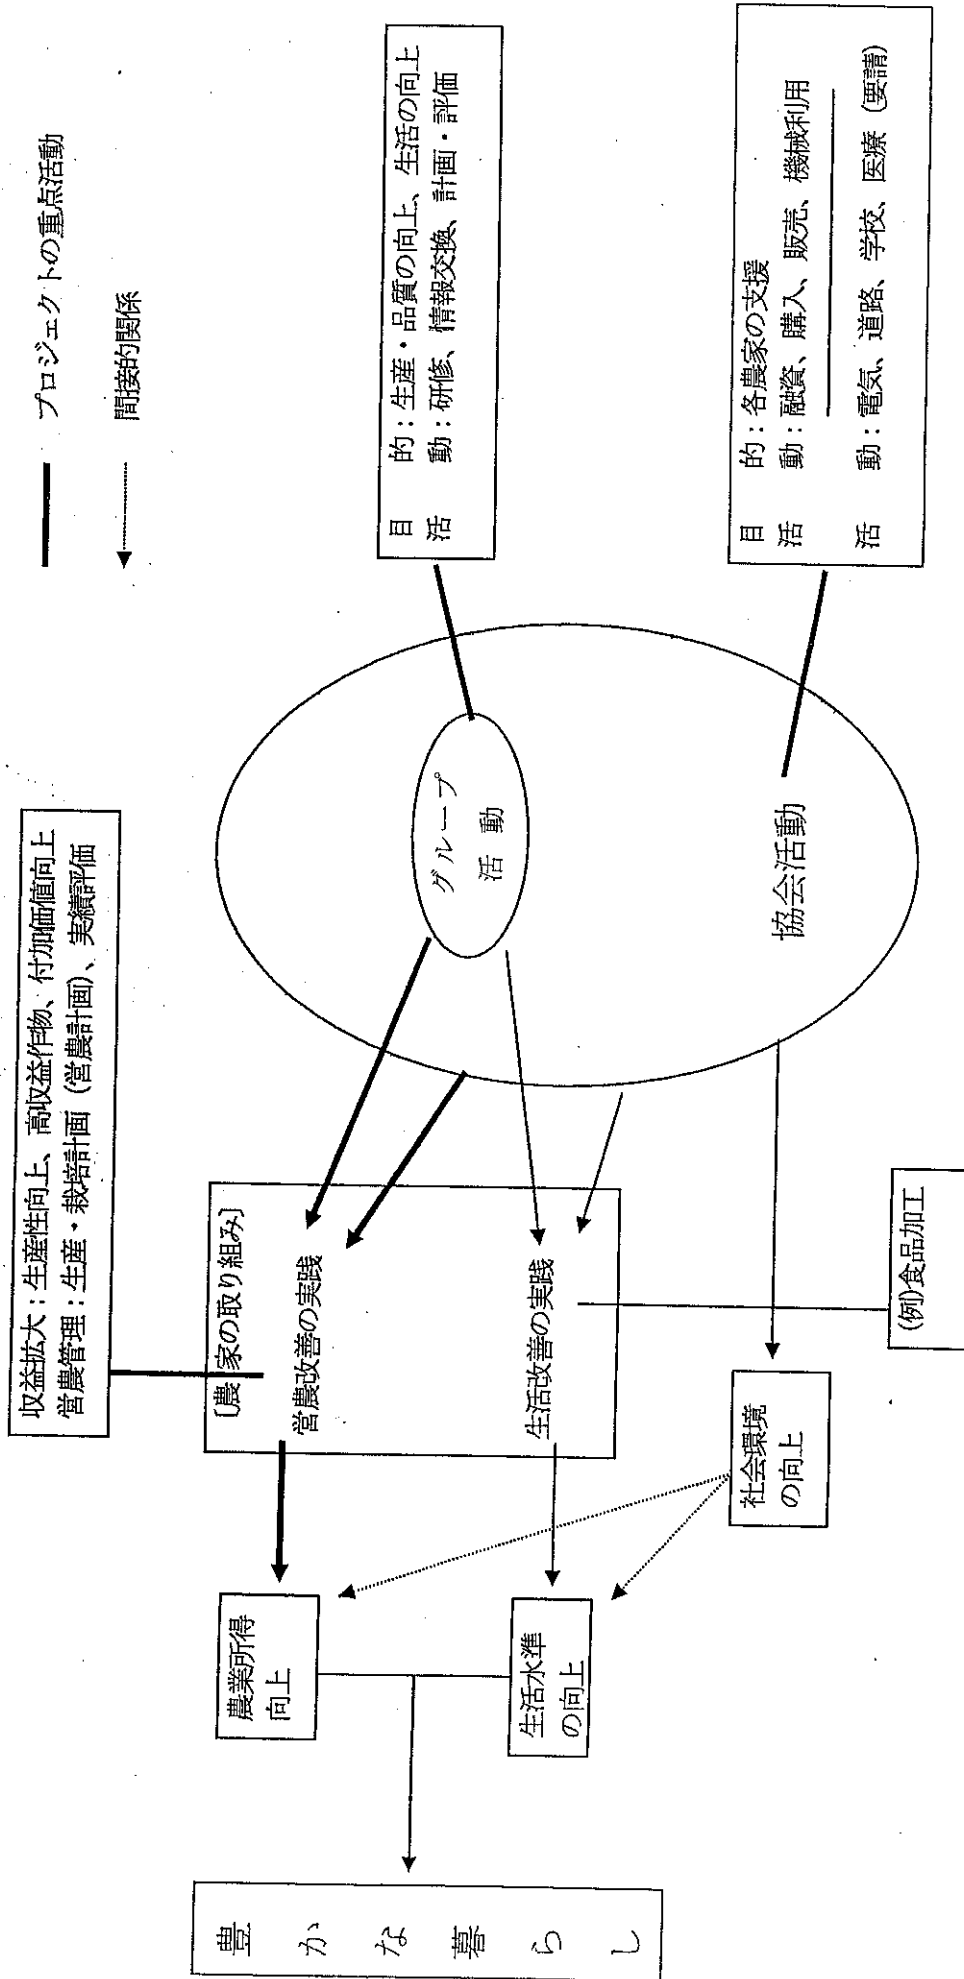 プロジェクトの重点活動
間接的関係
収益拡大：生産性向上、高収益作物、付加価値向上
営農管理：生産・栽培計画（営農計画）、実績評価
目　　的：生産・品質の向上、生活の向上
活　　動：研修、情報交換、計画・評価
目　　的：各農家の支援
活　　動：融資、購入、販売、機械利用
活　　動：電気、道路、学校、医療（要請）
グループ
活　動
協会活動
〔農家の取り組み〕
営農改善の実践
生活改善の実践
(例)食品加工
農業所得
向上
生活水準
の向上
社会環境
の向上
豊かな暮らし